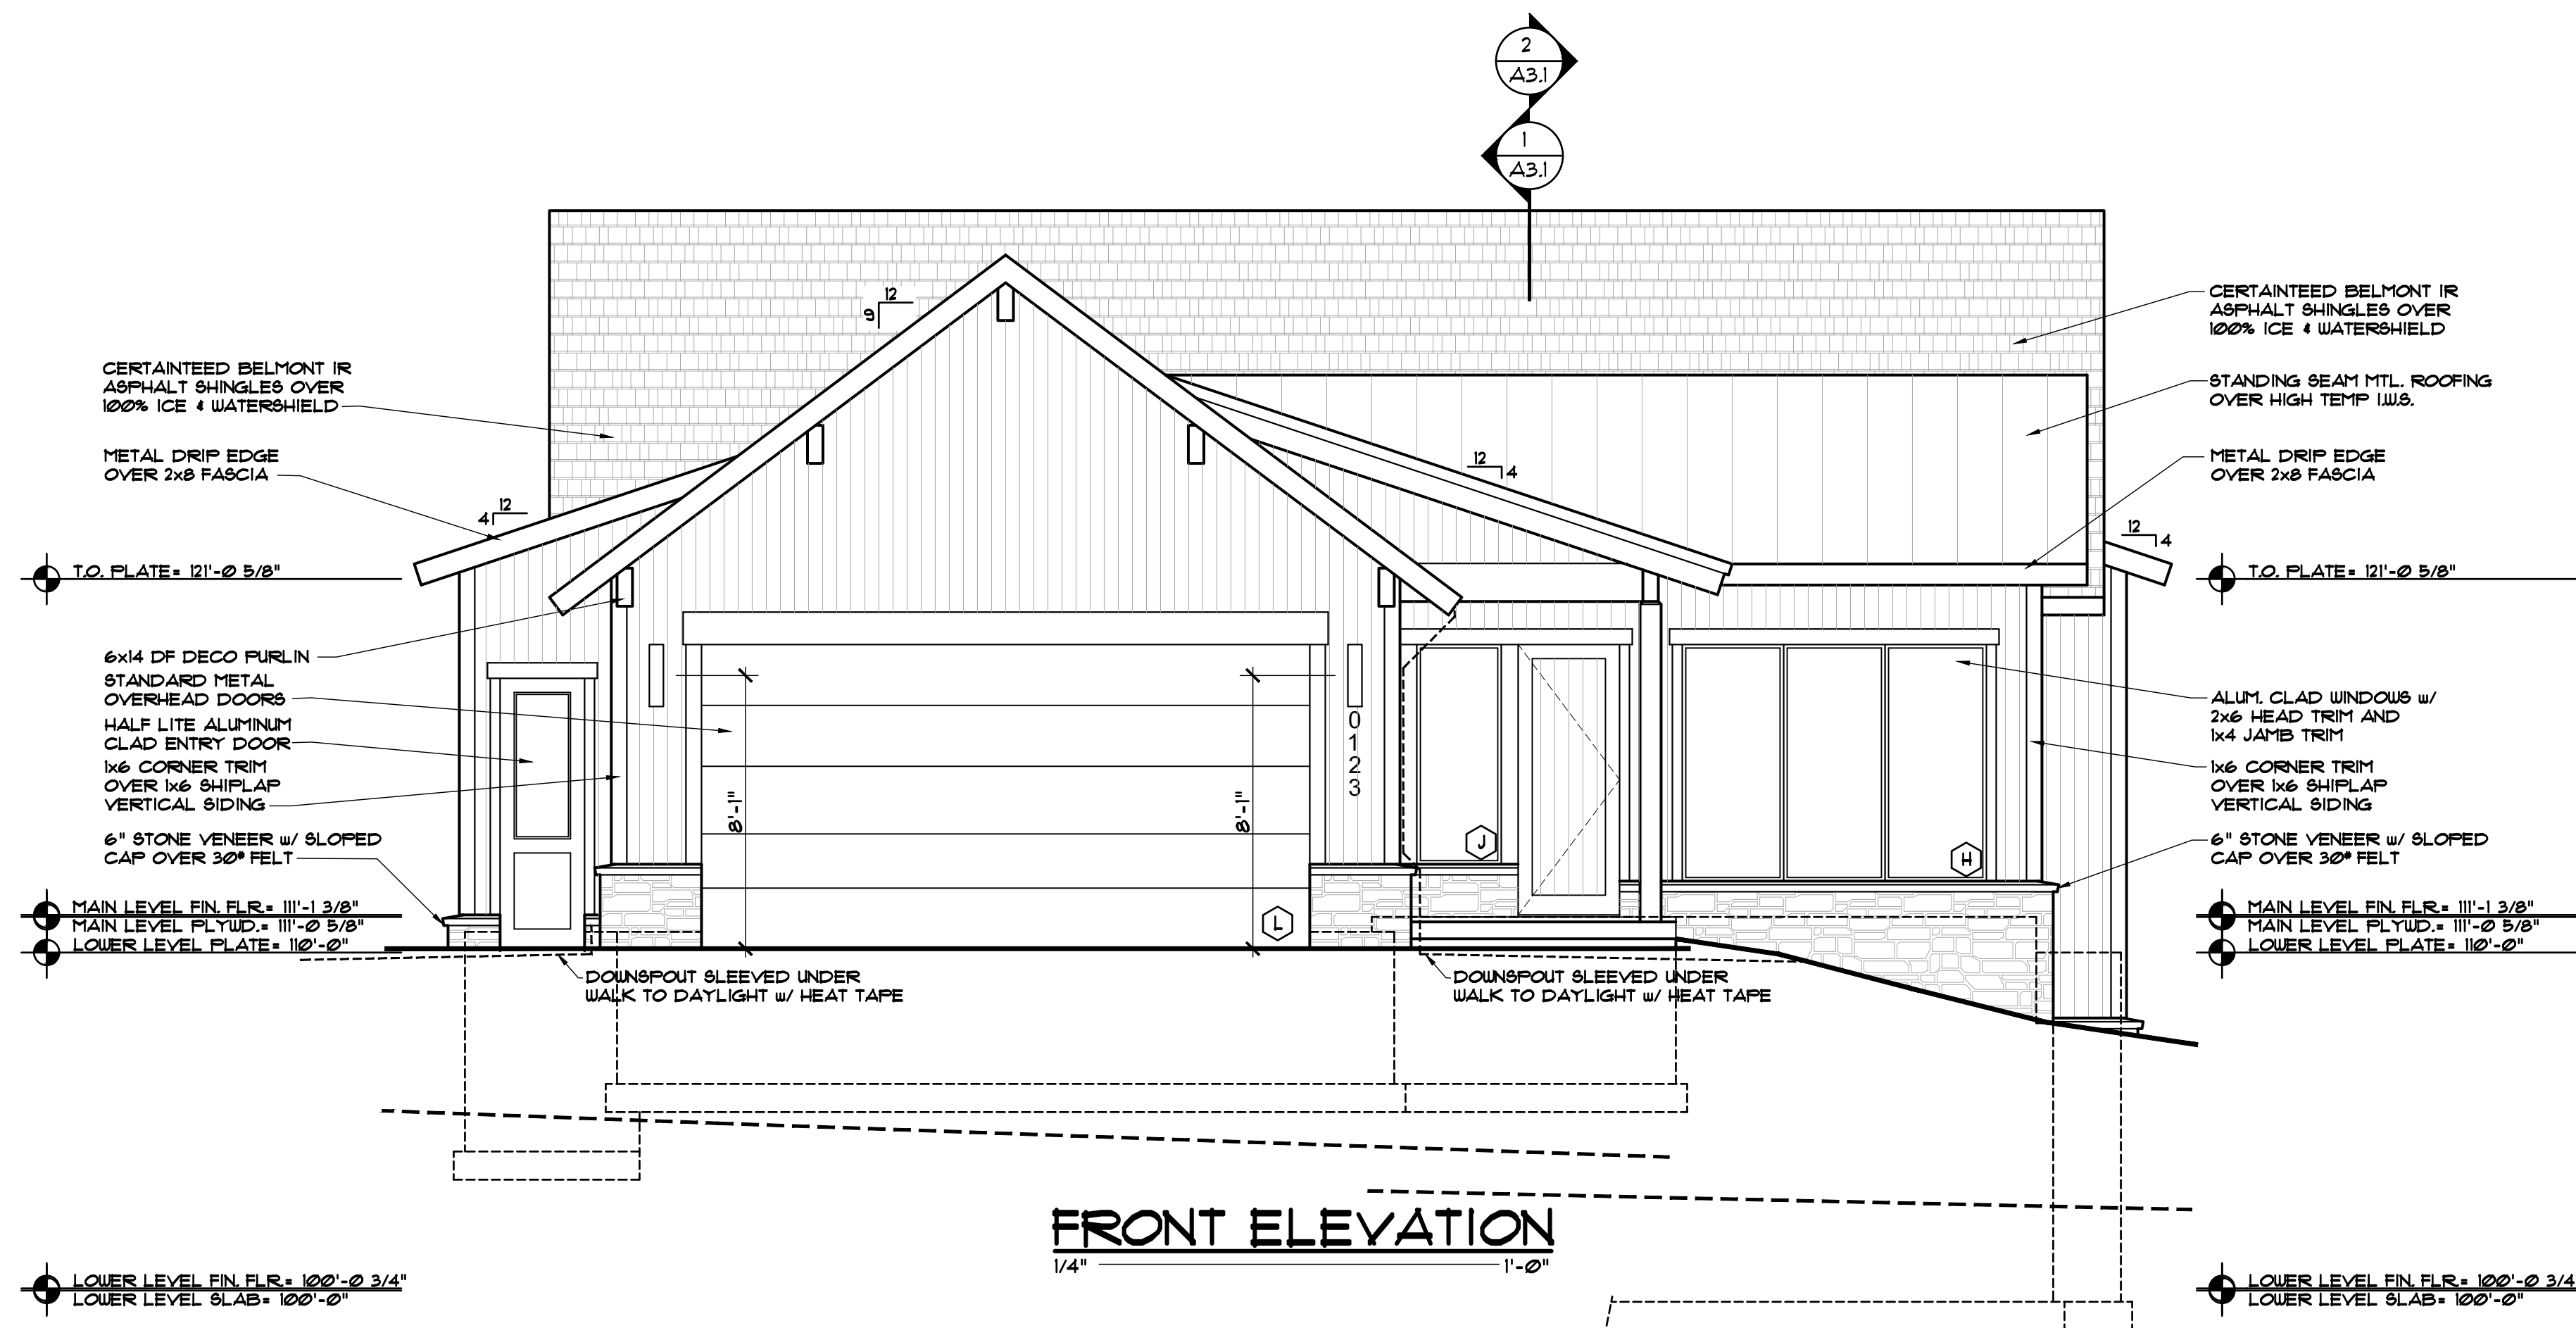 2
A3.1
1
A3.1
CERTAINTEED BELMONT IR
ASPHALT SHINGLES OVER
100% ICE & WATERSHIELD
METAL DRIP EDGE
OVER 2x8 FASCIA
12
4
T.O. PLATE= 121'-0 5/8"
6x14 DF DECO PURLIN
STANDARD METAL
OVERHEAD DOORS
HALF LITE ALUMINUM
CLAD ENTRY DOOR
1x6 CORNER TRIM
OVER 1x6 SHIPLAP
VERTICAL SIDING
6" STONE VENEER w/ SLOPED
CAP OVER 30# FELT
MAIN LEVEL FIN. FLR.= 111'-1 3/8"
MAIN LEVEL PLYWD.= 111'-0 5/8"
LOWER LEVEL PLATE= 110'-0"
LOWER LEVEL FIN. FLR.= 100'-0 3/4"
LOWER LEVEL SLAB= 100'-0"
12
9
12
4
8'-1"
8'-1"
0
1
2
3
J
H
L
DOWNSPOUT SLEEVED UNDER
WALK TO DAYLIGHT w/ HEAT TAPE
DOWNSPOUT SLEEVED UNDER
WALK TO DAYLIGHT w/ HEAT TAPE
CERTAINTEED BELMONT IR
ASPHALT SHINGLES OVER
100% ICE & WATERSHIELD
STANDING SEAM MTL. ROOFING
OVER HIGH TEMP I.W.S.
METAL DRIP EDGE
OVER 2x8 FASCIA
12
4
T.O. PLATE= 121'-0 5/8"
ALUM. CLAD WINDOWS w/
2x6 HEAD TRIM AND
1x4 JAMB TRIM
1x6 CORNER TRIM
OVER 1x6 SHIPLAP
VERTICAL SIDING
6" STONE VENEER w/ SLOPED
CAP OVER 30# FELT
MAIN LEVEL FIN. FLR.= 111'-1 3/8"
MAIN LEVEL PLYWD.= 111'-0 5/8"
LOWER LEVEL PLATE= 110'-0"
LOWER LEVEL FIN. FLR.= 100'-0 3/4
LOWER LEVEL SLAB= 100'-0"
FRONT ELEVATION
1/4" 1'-0"